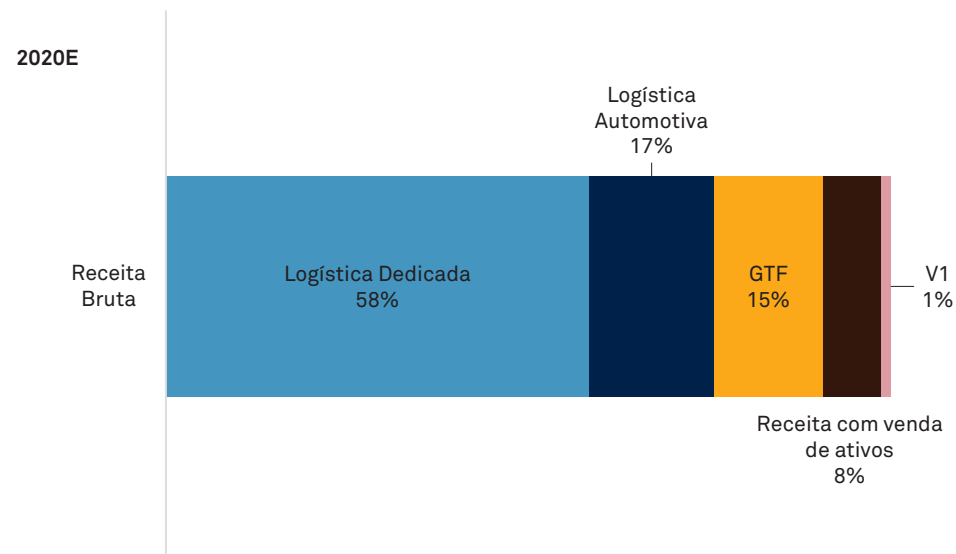 2020E
Logística
Automotiva
17%
Receita
Bruta
Logística Dedicada
58%
GTF
15%
V1
1%
Receita com venda
de ativos
8%